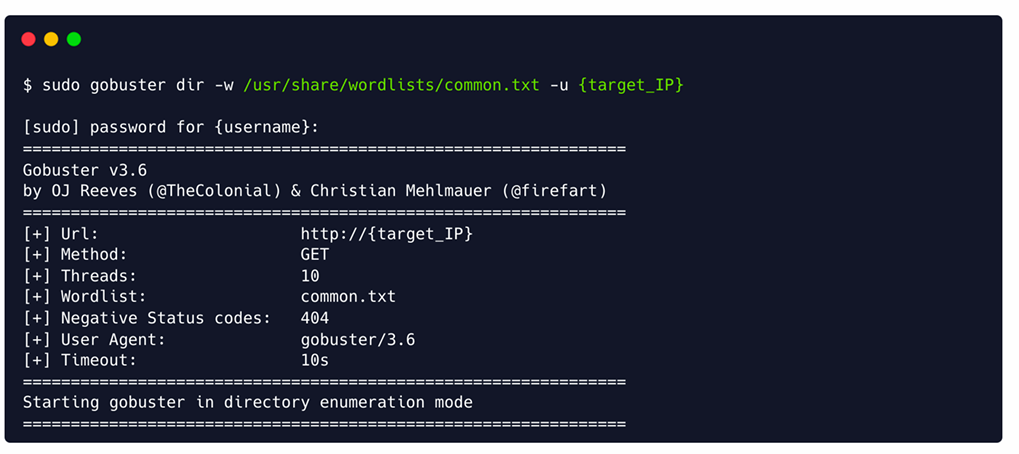 $ sudo gobuster dir -w /usr/share/wordlists/common.txt -u {target_IP}
[sudo] password for {username}:
===============================================================
Gobuster v3.6
by OJ Reeves (@TheColonial) & Christian Mehlmauer (@firefart)
===============================================================
[+] Url:                     http://{target_IP}
[+] Method:                  GET
[+] Threads:                 10
[+] Wordlist:                common.txt
[+] Negative Status codes:   404
[+] User Agent:              gobuster/3.6
[+] Timeout:                 10s
===============================================================
Starting gobuster in directory enumeration mode
===============================================================